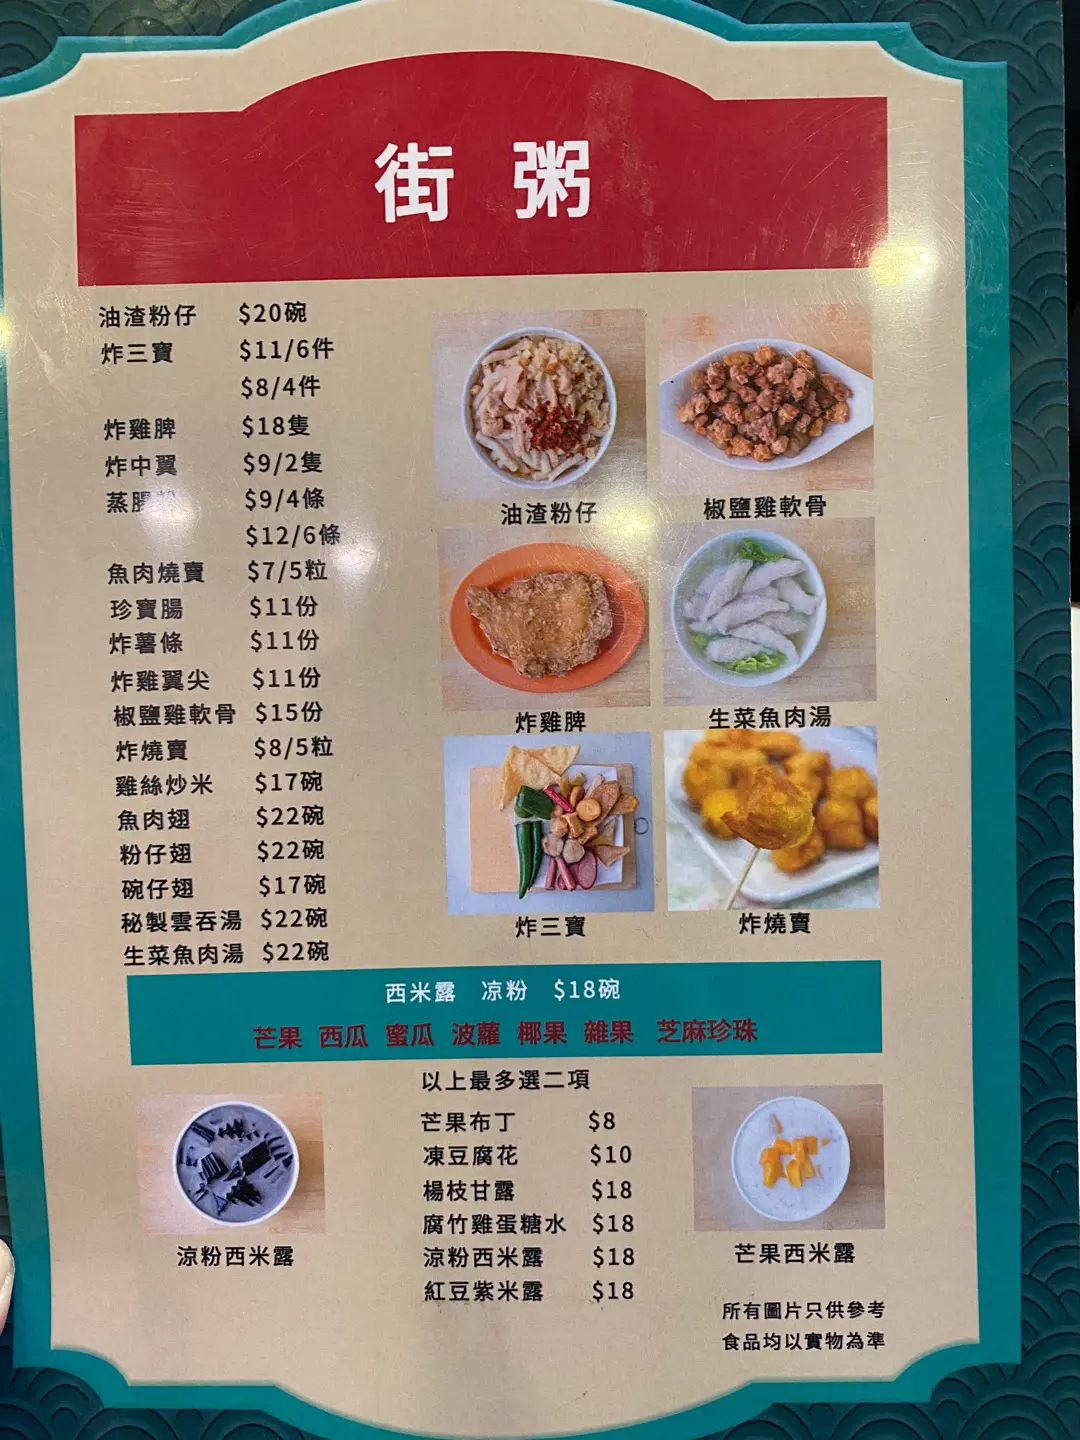 街粥
油渣粉仔 $20碗
炸三寶 $11/6件
$8/4件
炸雞脾 $18隻
炸中翼 $9/2隻
蒸腸粉 $9/4條
$12/6條
魚肉燒賣 $7/5粒
珍寶腸 $11份
炸薯條 $11份
炸雞翼尖 $11份
椒鹽雞軟骨 $15份
炸燒賣 $8/5粒
雞絲炒米 $17碗
魚肉翅 $22碗
粉仔翅 $22碗
碗仔翅 $17碗
秘製雲吞湯 $22碗
生菜魚肉湯 $22碗
油渣粉仔
椒鹽雞軟骨
炸雞脾
生菜魚肉湯
炸三寶
炸燒賣
西米露 凉粉 $18碗
芒果 西瓜 蜜瓜 波蘿 椰果 雜果 芝麻珍珠
以上最多選二項
芒果布丁 $8
凍豆腐花 $10
楊枝甘露 $18
腐竹雞蛋糖水 $18
涼粉西米露 $18
紅豆紫米露 $18
涼粉西米露
芒果西米露
所有圖片只供參考
食品均以實物為準